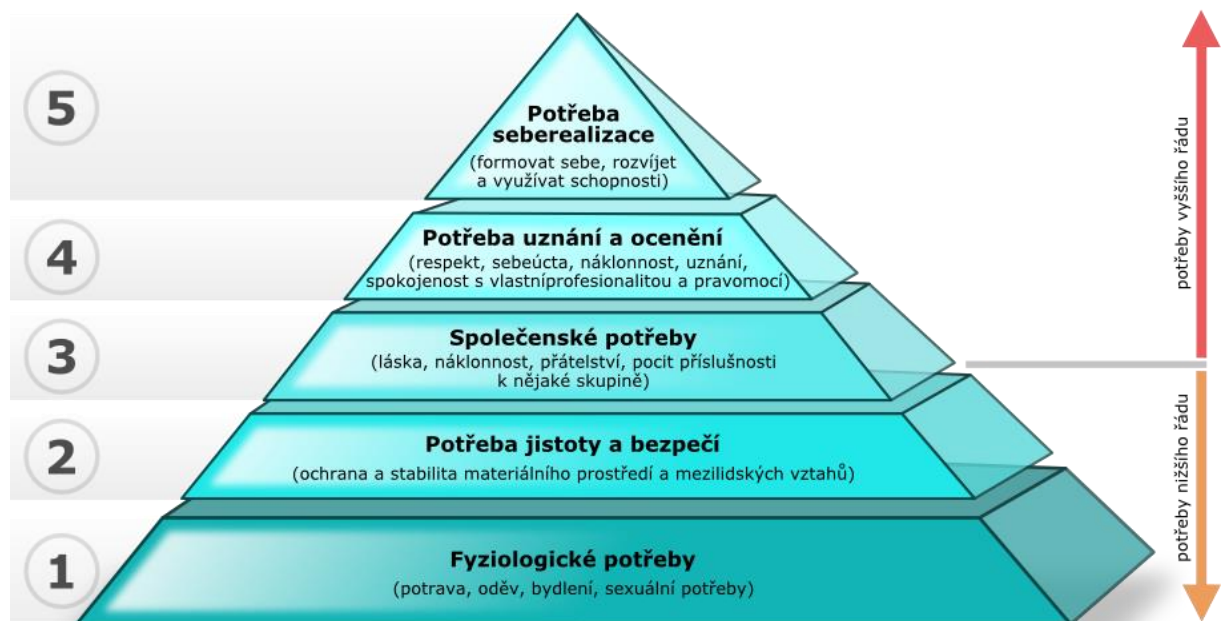 5
Potřeba
seberealizace
(formovat sebe, rozvíjet
a využívat schopnosti)
4
Potřeba uznání a ocenění
(respekt, sebeúcta, náklonnost, uznání,
spokojenost s vlastníprofesionalitou a pravomocí)
3
Společenské potřeby
(láska, náklonnost, přátelství, pocit příslušnosti
k nějaké skupině)
2
Potřeba jistoty a bezpečí
(ochrana a stabilita materiálního prostředí a mezilidských vztahů)
1
Fyziologické potřeby
(potrava, oděv, bydlení, sexuální potřeby)
potřeby vyššího řádu
potřeby nižšího řádu